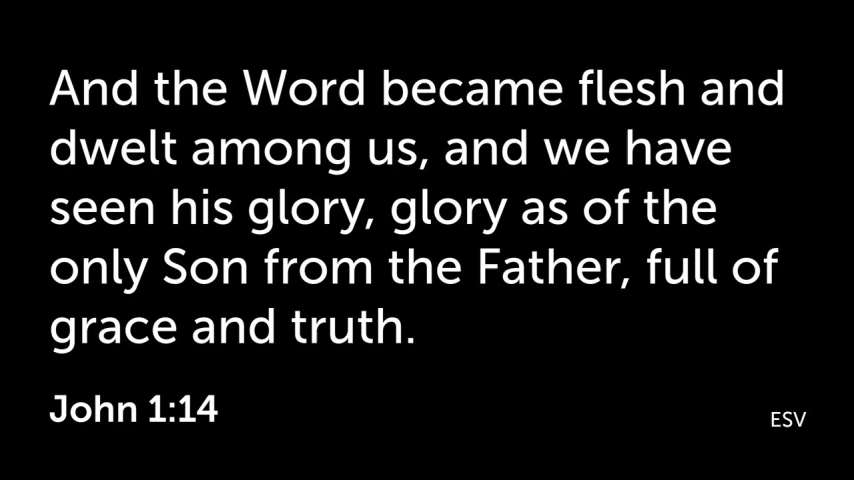 And the Word became flesh and
dwelt among us, and we have
seen his glory, glory as of the
only Son from the Father, full of
grace and truth.
John 1:14
ESV